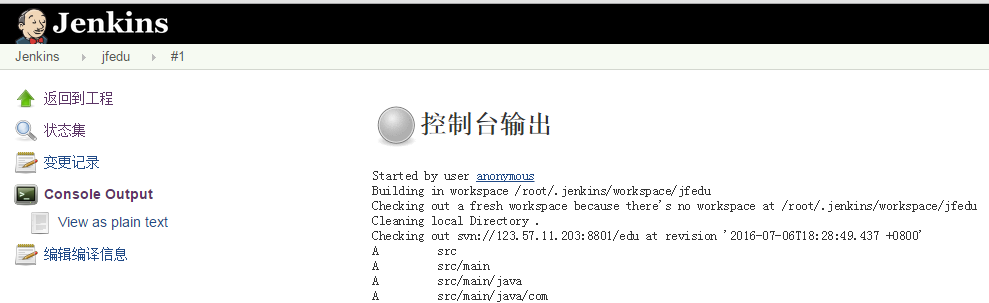 Jenkins
Jenkins jfedu #1
返回到工程
状态集
变更记录
Console Output
View as plain text
编辑编译信息
控制台输出
Started by user anonymous
Building in workspace /root/.jenkins/workspace/jfedu
Checking out a fresh workspace because there's no workspace at /root/.jenkins/workspace/jfedu
Cleaning local Directory .
Checking out svn://123.57.11.203:8801/edu at revision '2016-07-06T18:28:49.437 +0800'
A src
A src/main
A src/main/java
A src/main/java/com